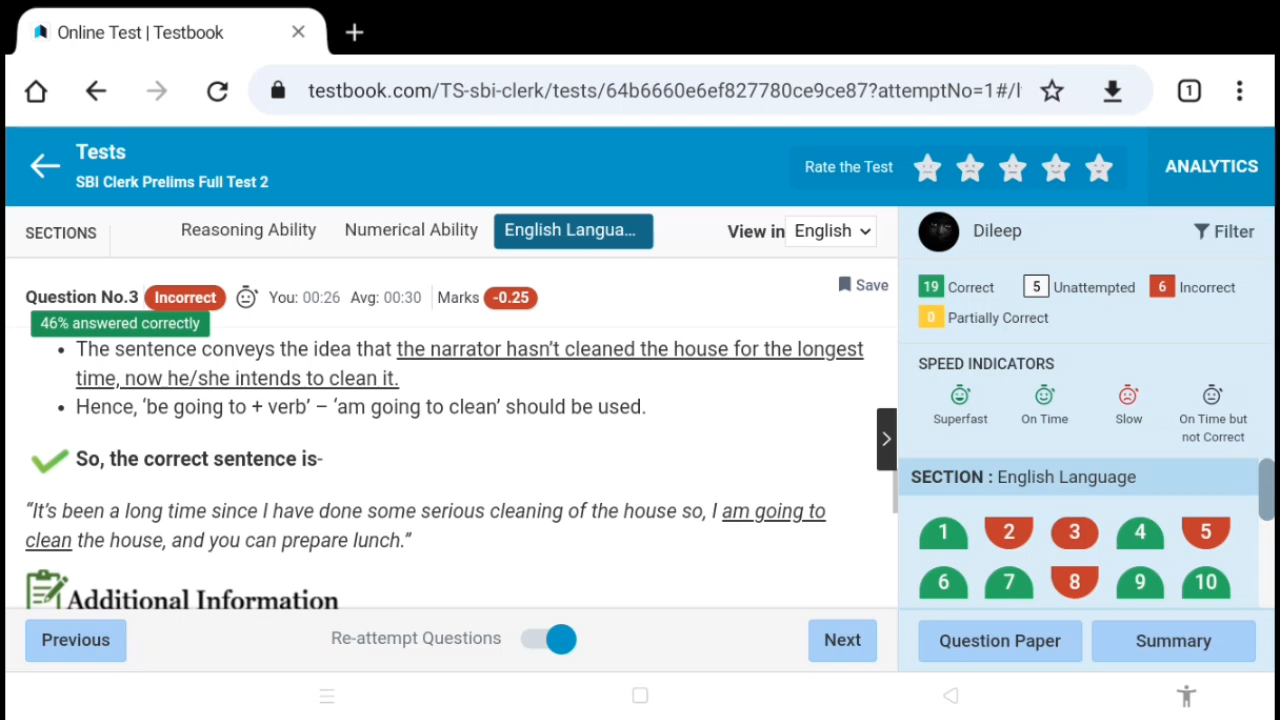 Online Test | Testbook
testbook.com/TS-sbi-clerk/tests/64b6660e6ef827780ce9ce87?attemptNo=1#/l
1
Tests
SBI Clerk Prelims Full Test 2
Rate the Test
ANALYTICS
SECTIONS
Reasoning Ability
Numerical Ability
English Langua...
View in
English
Dileep
Filter
Question No.3
Incorrect
You: 00:26
Avg: 00:30
Marks
-0.25
Save
46% answered correctly
• The sentence conveys the idea that the narrator hasn’t cleaned the house for the longest
time, now he/she intends to clean it.
• Hence, ‘be going to + verb’ – ‘am going to clean’ should be used.
So, the correct sentence is-
“It’s been a long time since I have done some serious cleaning of the house so, I am going to
clean the house, and you can prepare lunch.”
Additional Information
Previous
Re-attempt Questions
Next
19 Correct
5 Unattempted
6 Incorrect
0 Partially Correct
SPEED INDICATORS
Superfast
On Time
Slow
On Time but
not Correct
SECTION : English Language
1 2 3 4 5
6 7 8 9 10
Question Paper
Summary